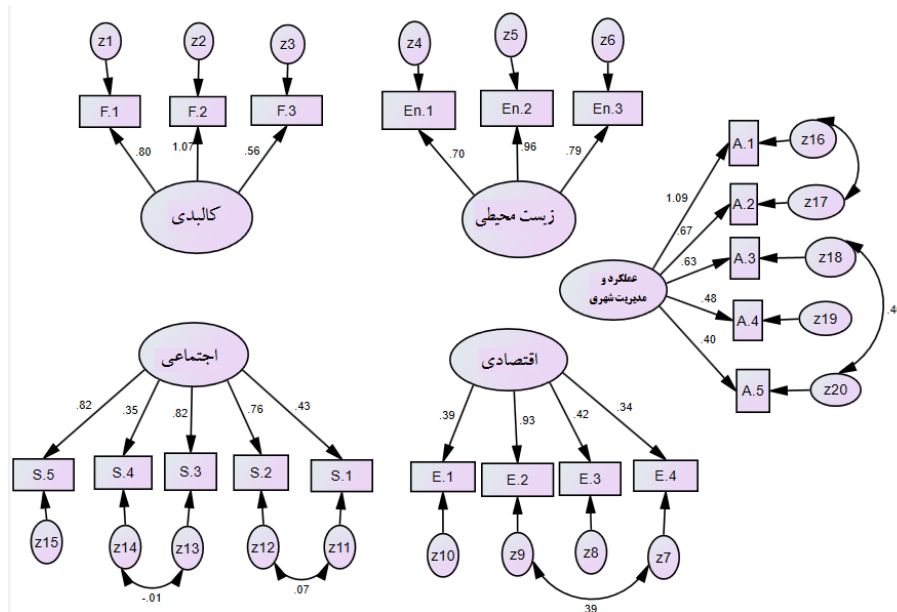 z1
z2
z3
F.1
F.2
F.3
.80
1.07
.56
کالبدی
z4
z5
z6
En.1
En.2
En.3
.70
.96
.79
زیست محیطی
A.1
z16
A.2
z17
A.3
z18
A.4
z19
A.5
z20
1.09
.67
.63
.48
.40
عملکرد و
مدیریت شهری
اجتماعی
.82
.35
.82
.76
.43
S.5
S.4
S.3
S.2
S.1
z15
z14
z13
z12
z11
-.01
.07
اقتصادی
.39
.93
.42
.34
E.1
E.2
E.3
E.4
z10
z9
z8
z7
.39